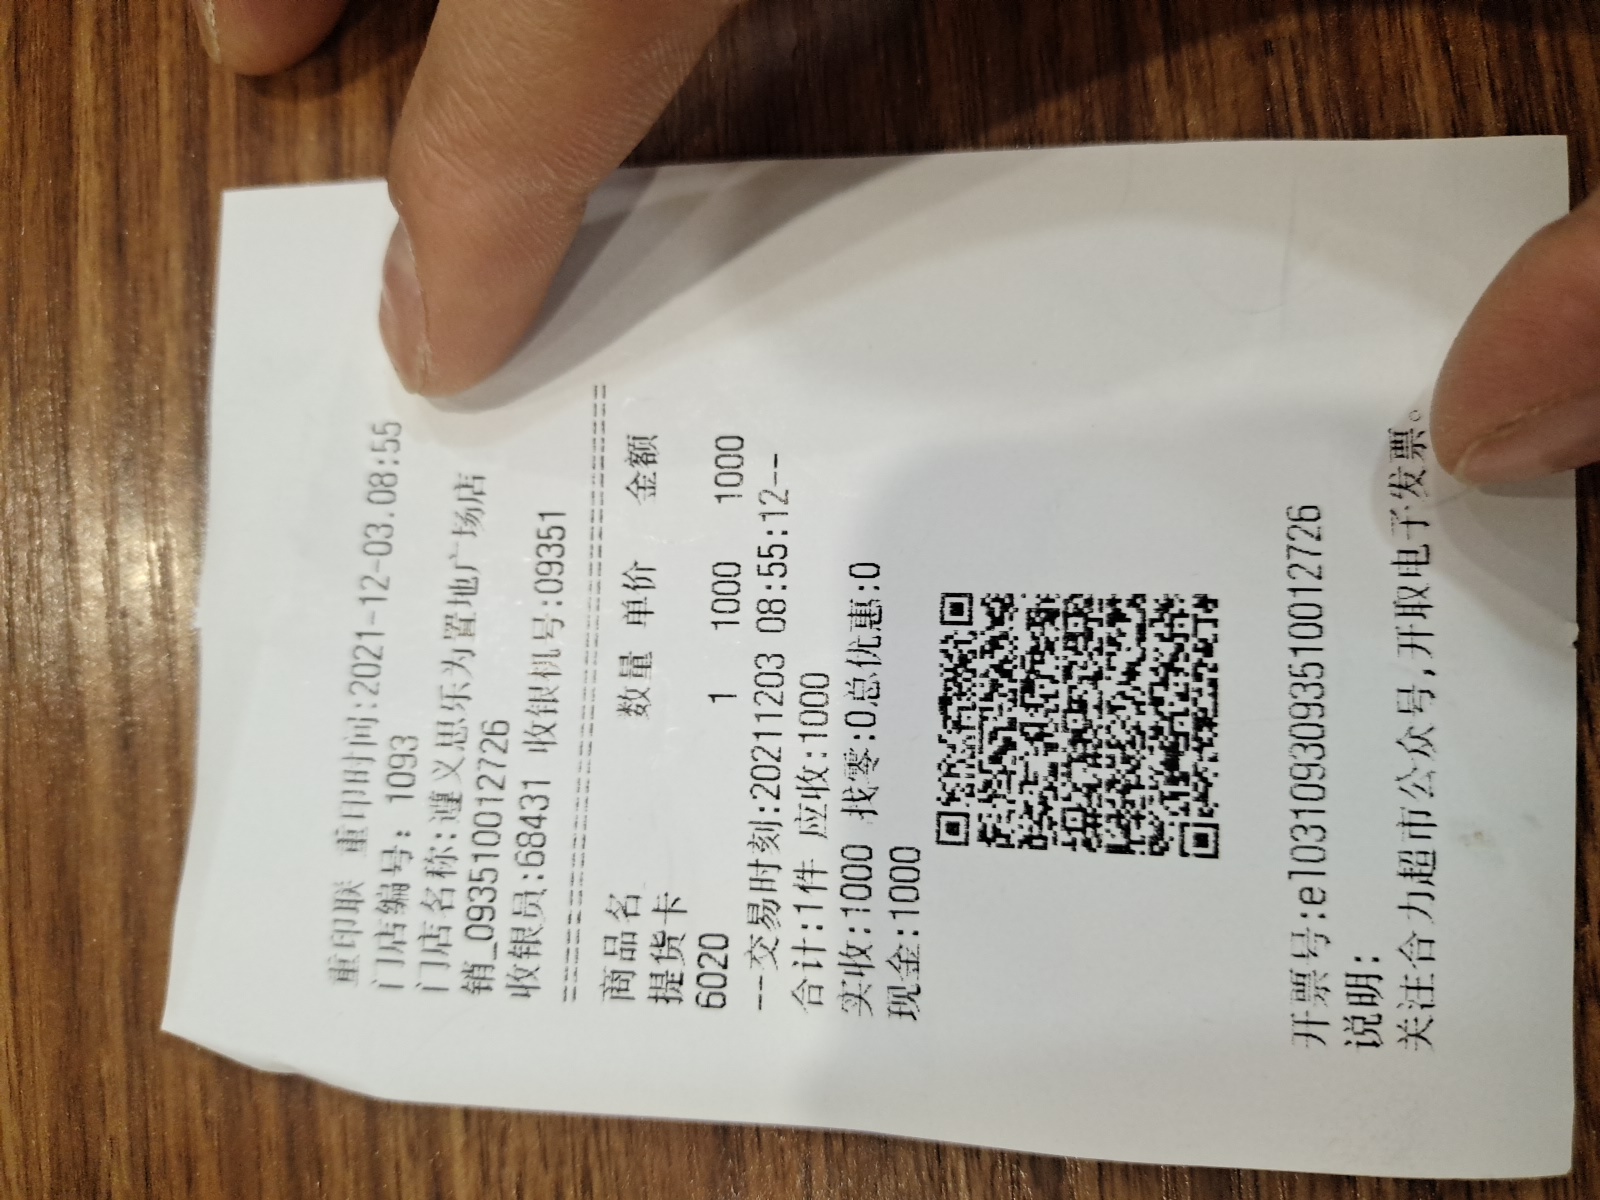 重印联 重印时间:2021-12-03.08:55
门店编号: 1093
门店名称:遵义思乐为置地广场店
销_0935100127​26
收银员:68431 收银机号:09351
商品名 数量 单价 金额
提货卡
6020 1 1000 1000
--交易时刻:20211203 08:55:12--
合计:1件 应收:1000
实收:1000 找零:0总优惠:0
现金:1000
开票号:el03109309351​0012726
说明:
关注合力超市公众号,开取电子发票。